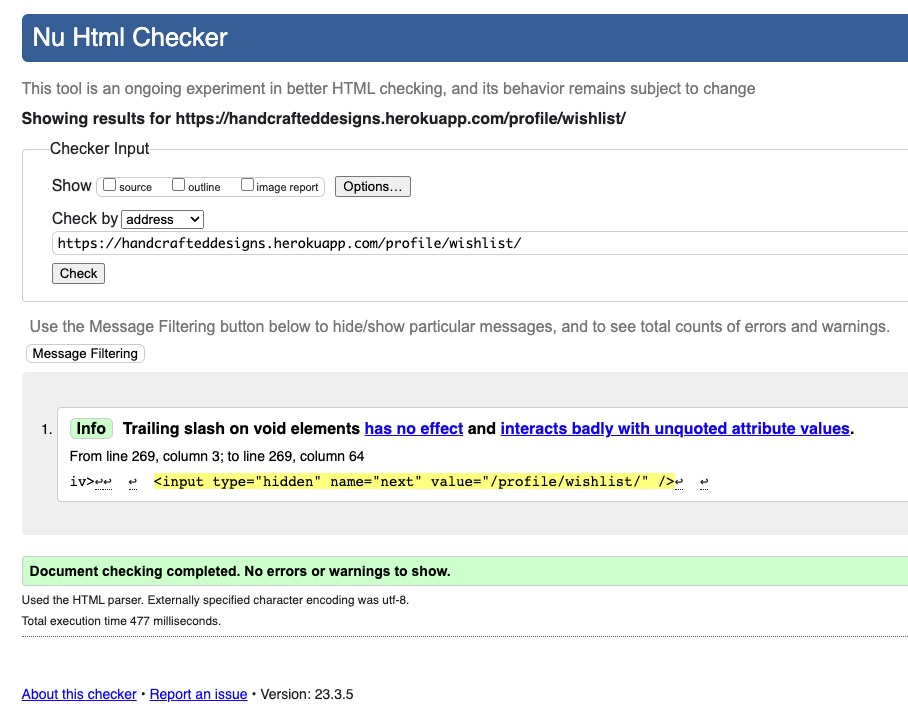 Nu Html Checker
This tool is an ongoing experiment in better HTML checking, and its behavior remains subject to change
Showing results for https://handcrafteddesigns.herokuapp.com/profile/wishlist/
Checker Input
Show source outline image report Options...
Check by address
https://handcrafteddesigns.herokuapp.com/profile/wishlist/
Check
Use the Message Filtering button below to hide/show particular messages, and to see total counts of errors and warnings.
Message Filtering
1. Info Trailing slash on void elements has no effect and interacts badly with unquoted attribute values.
From line 269, column 3; to line 269, column 64
iv>↩↩ ↩ <input type="hidden" name="next" value="/profile/wishlist/" />↩ ↩
Document checking completed. No errors or warnings to show.
Used the HTML parser. Externally specified character encoding was utf-8.
Total execution time 477 milliseconds.
About this checker • Report an issue • Version: 23.3.5